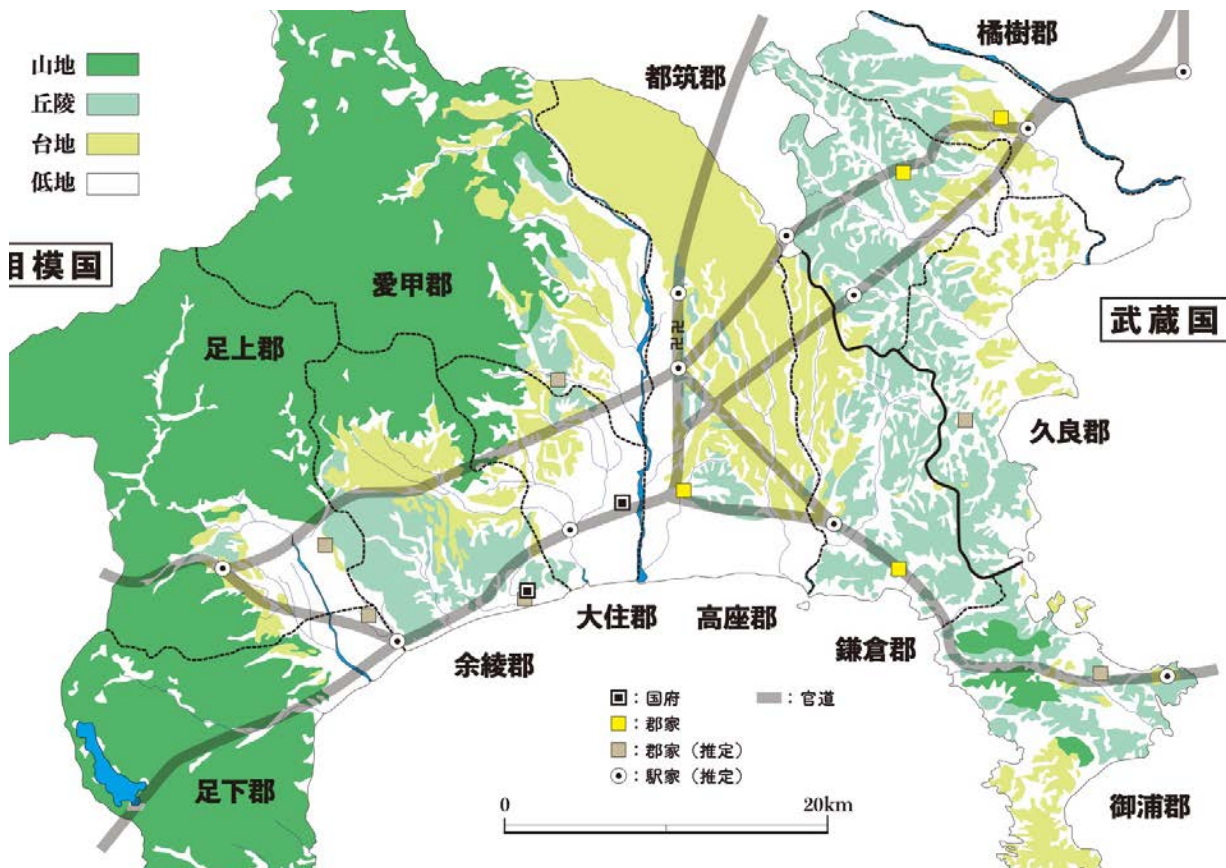 山地
丘陵
台地
低地
相模国
武蔵国
橘樹郡
都筑郡
愛甲郡
足上郡
久良郡
大住郡
高座郡
余綾郡
鎌倉郡
足下郡
御浦郡
卍
卍
:国府
:官道
:郡家
:郡家(推定)
:駅家(推定)
0
20km